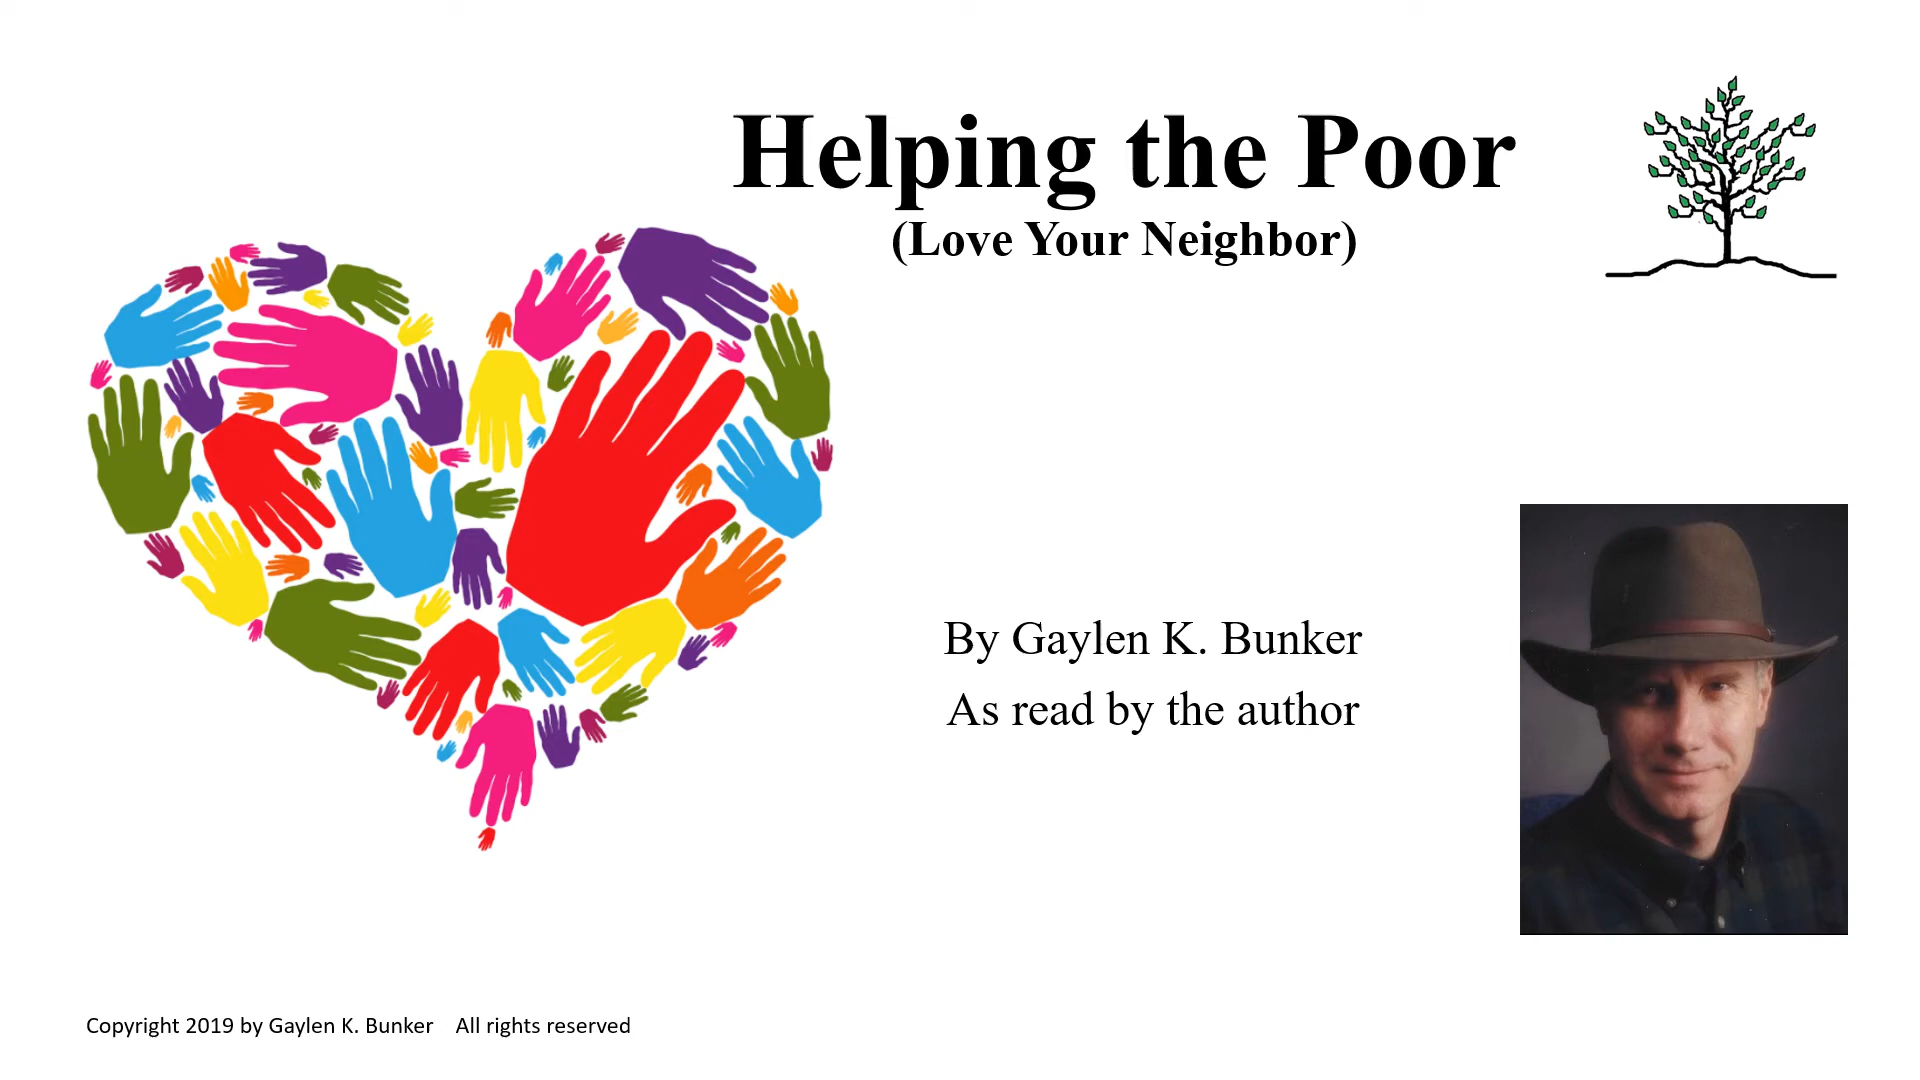 Helping the Poor
(Love Your Neighbor)
By Gaylen K. Bunker
As read by the author
Copyright 2019 by Gaylen K. Bunker    All rights reserved